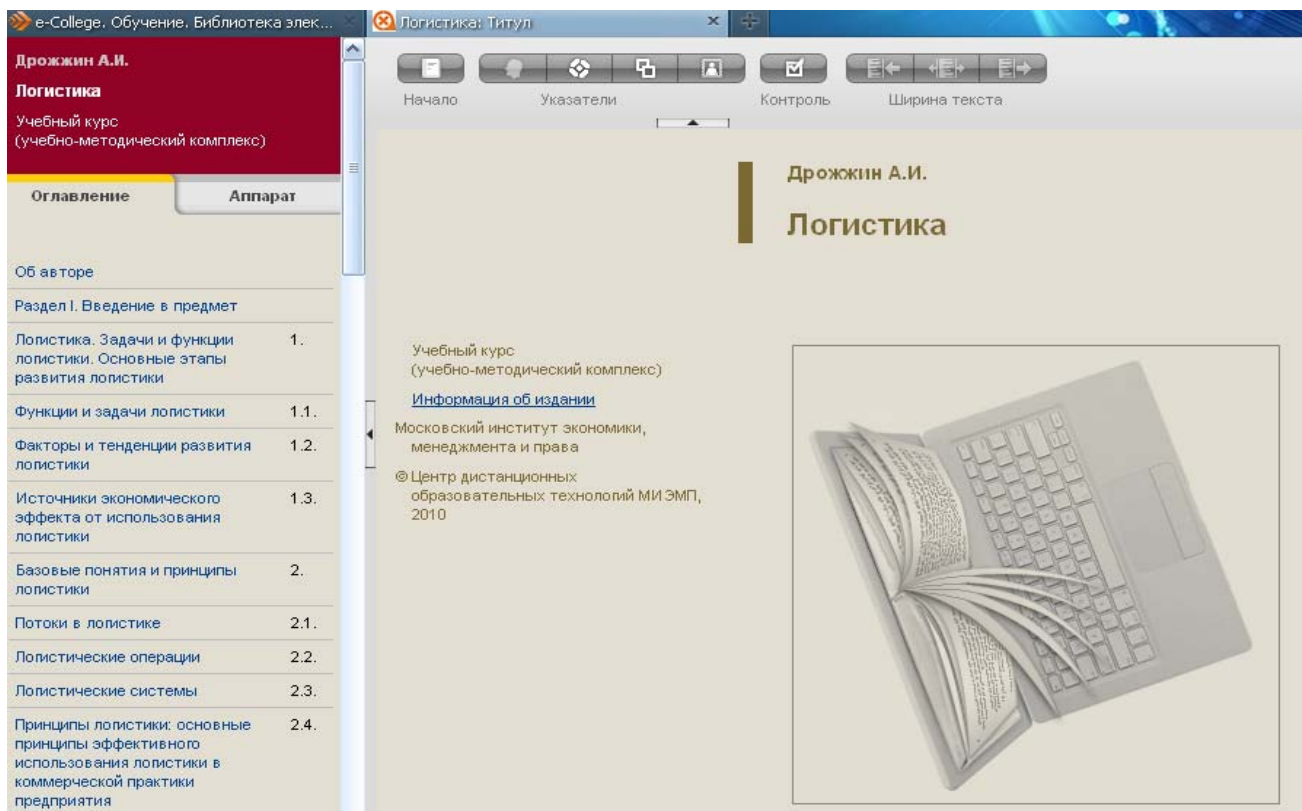 e-College. Обучение. Библиотека элек...
Логистика: Титул
Дрожжин А.И.
Логистика
Учебный курс
(учебно-методический комплекс)
Оглавление
Аппарат
Об авторе
Раздел I. Введение в предмет
Логистика. Задачи и функции 1.
логистики. Основные этапы
развития логистики
Функции и задачи логистики 1.1.
Факторы и тенденции развития 1.2.
логистики
Источники экономического 1.3.
эффекта от использования
логистики
Базовые понятия и принципы 2.
логистики
Потоки в логистике 2.1.
Логистические операции 2.2.
Логистические системы 2.3.
Принципы логистики: основные 2.4.
принципы эффективного
использования логистики в
коммерческой практики
предприятия
Начало
Указатели
Контроль
Ширина текста
Дрожжин А.И.
Логистика
Учебный курс
(учебно-методический комплекс)
Информация об издании
Московский институт экономики,
менеджмента и права
© Центр дистанционных
образовательных технологий МИЭМП,
2010